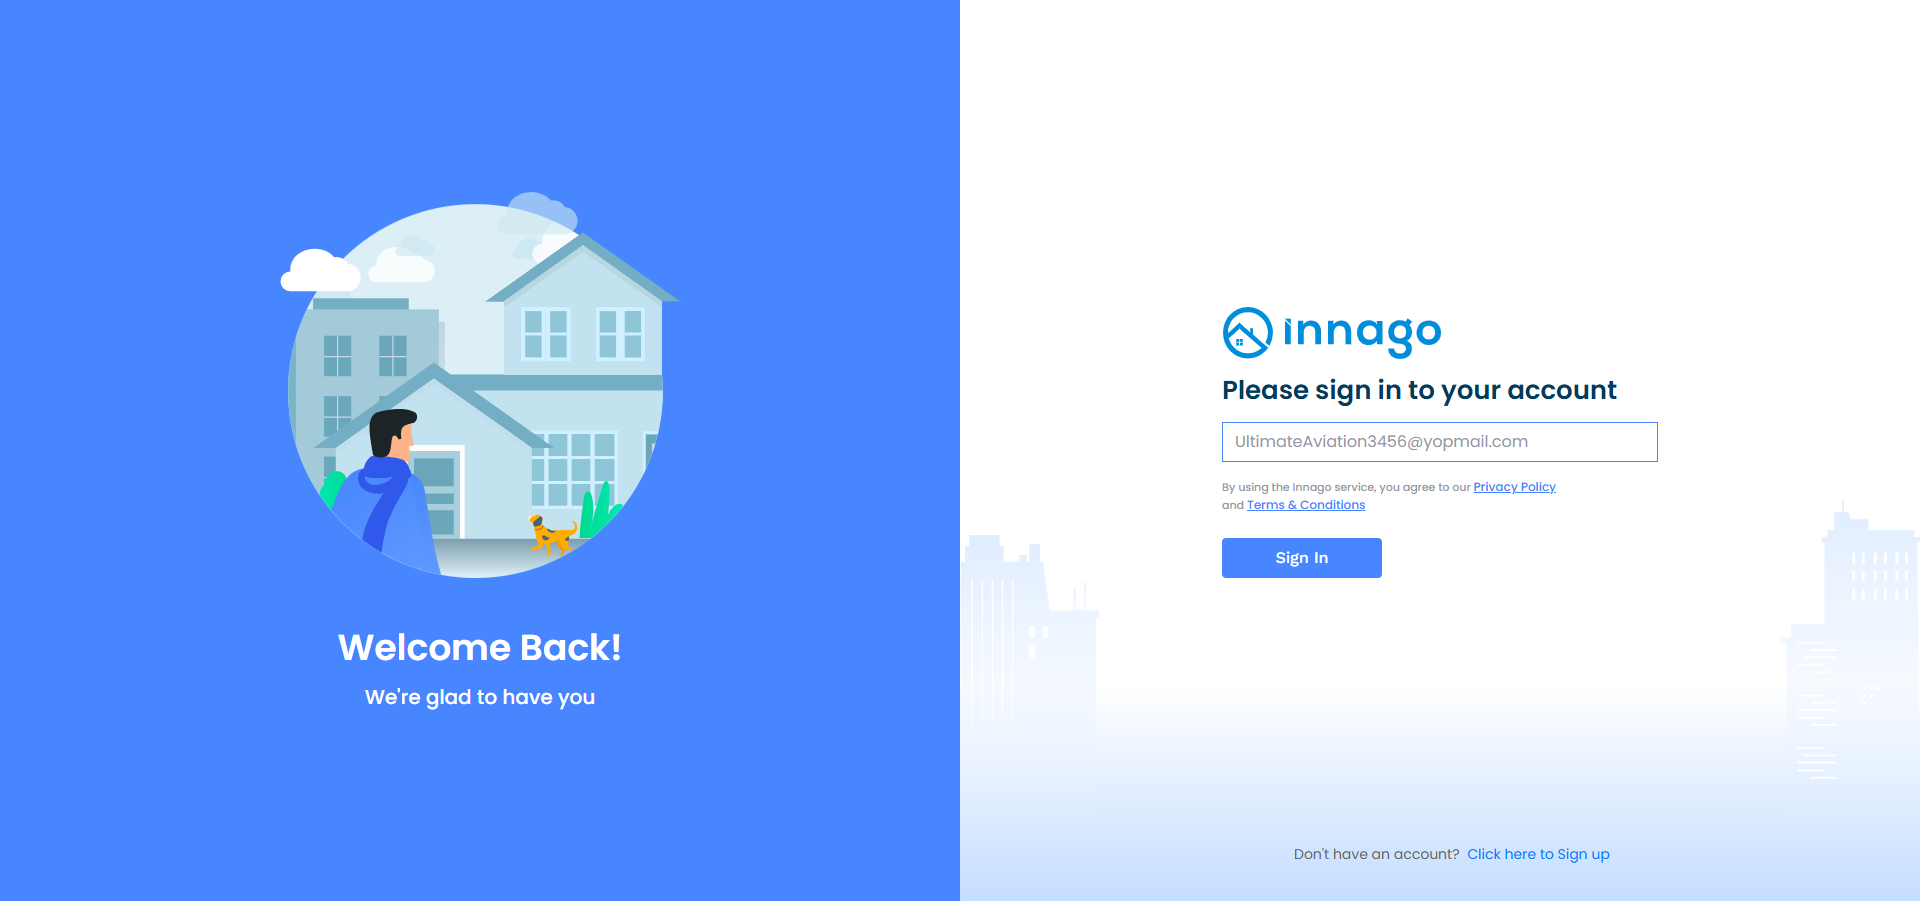 Welcome Back!
We're glad to have you
innago
Please sign in to your account
UltimateAviation3456@yopmail.com
By using the Innago service, you agree to our Privacy Policy
and Terms & Conditions
Sign In
Don't have an account? Click here to Sign up